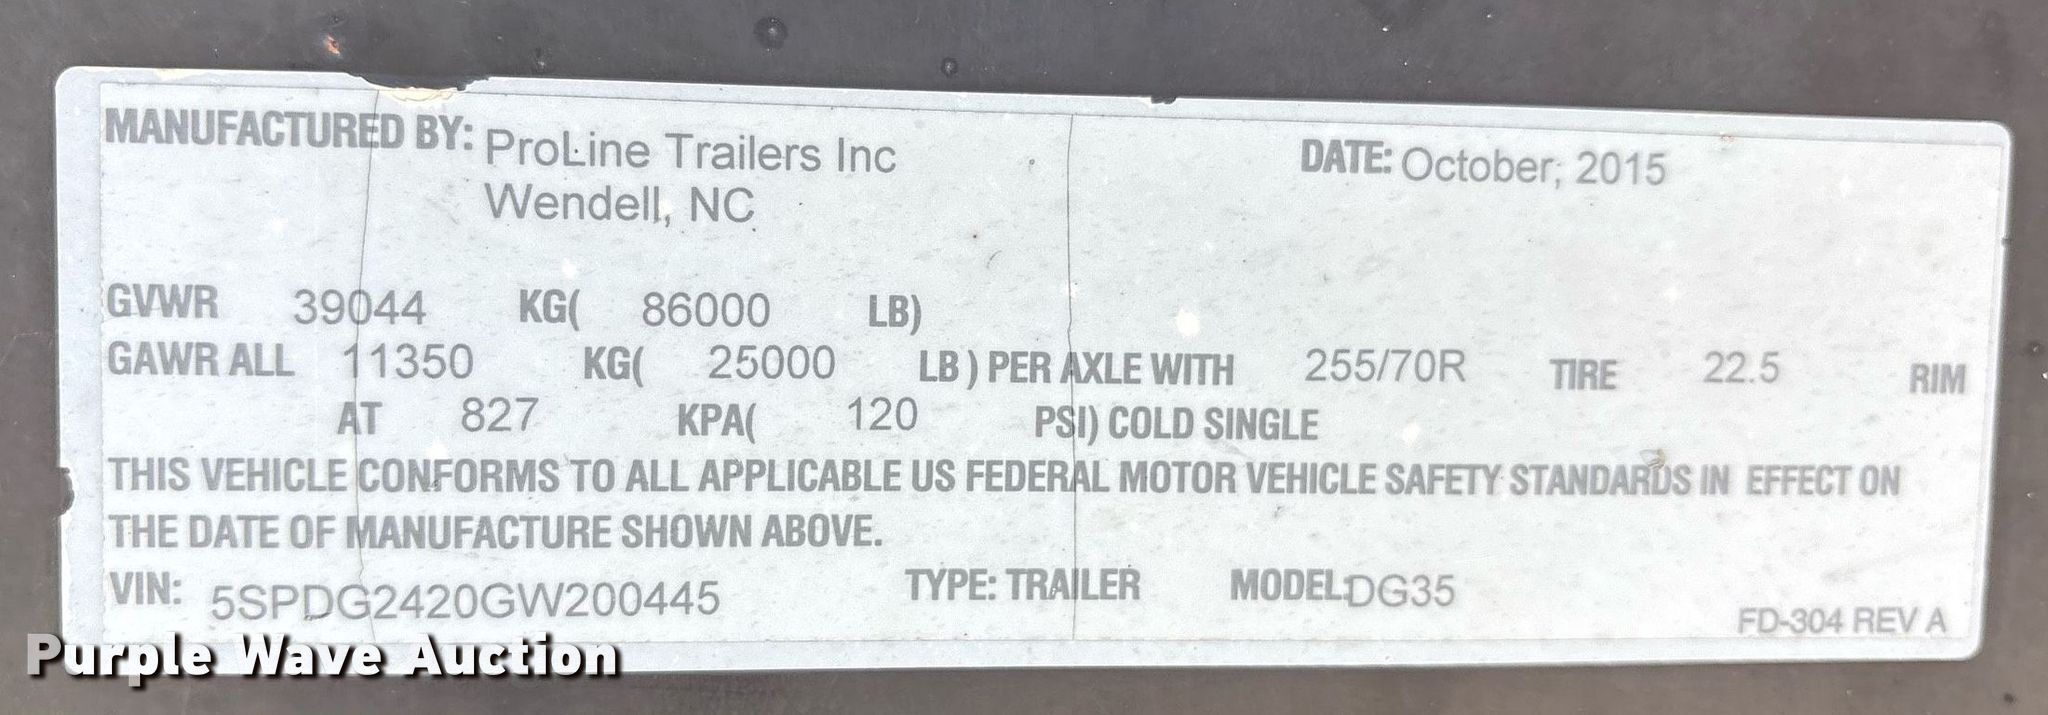 MANUFACTURED BY: ProLine Trailers Inc DATE: October, 2015
Wendell, NC
GVWR 39044 KG( 86000 LB)
GAWR ALL 11350 KG( 25000 LB) PER AXLE WITH 255/70R TIRE 22.5 RIM
AT 827 KPA( 120 PSI) COLD SINGLE
THIS VEHICLE CONFORMS TO ALL APPLICABLE US FEDERAL MOTOR VEHICLE SAFETY STANDARDS IN EFFECT ON
THE DATE OF MANUFACTURE SHOWN ABOVE.
VIN: 5SPDG2420GW200445 TYPE: TRAILER MODEL: DG35
FD-304 REV A
Purple Wave Auction